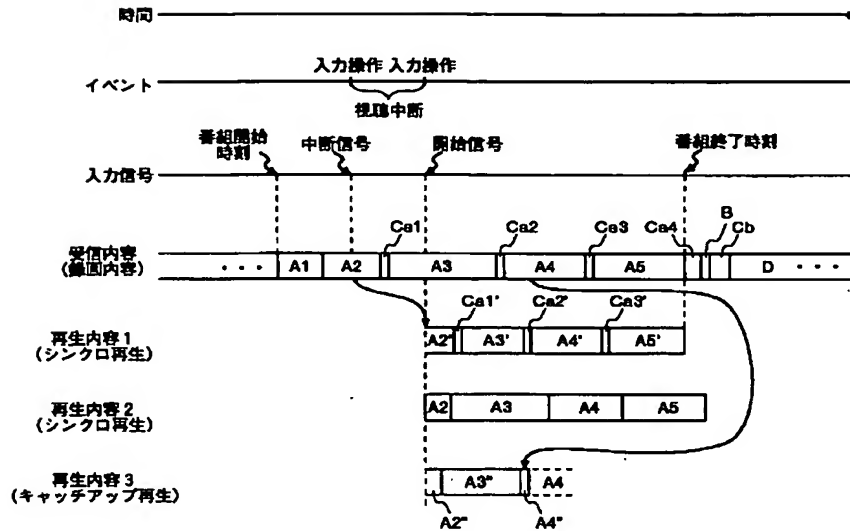 時間
イベント
入力操作 入力操作
視聴中断
番組開始
時刻
中断信号
開始信号
番組終了時刻
入力信号
Ca1
Ca2
Ca3
Ca4
B
Cb
受信内容
(録画内容)
・・・
A1
A2
A3
A4
A5
D
・・・
Ca1'
Ca2'
Ca3'
再生内容1
(シンクロ再生)
A2'
A3'
A4'
A5'
再生内容2
(シンクロ再生)
A2
A3
A4
A5
再生内容3
(キャッチアップ再生)
A3"
A4
A2"
A4"